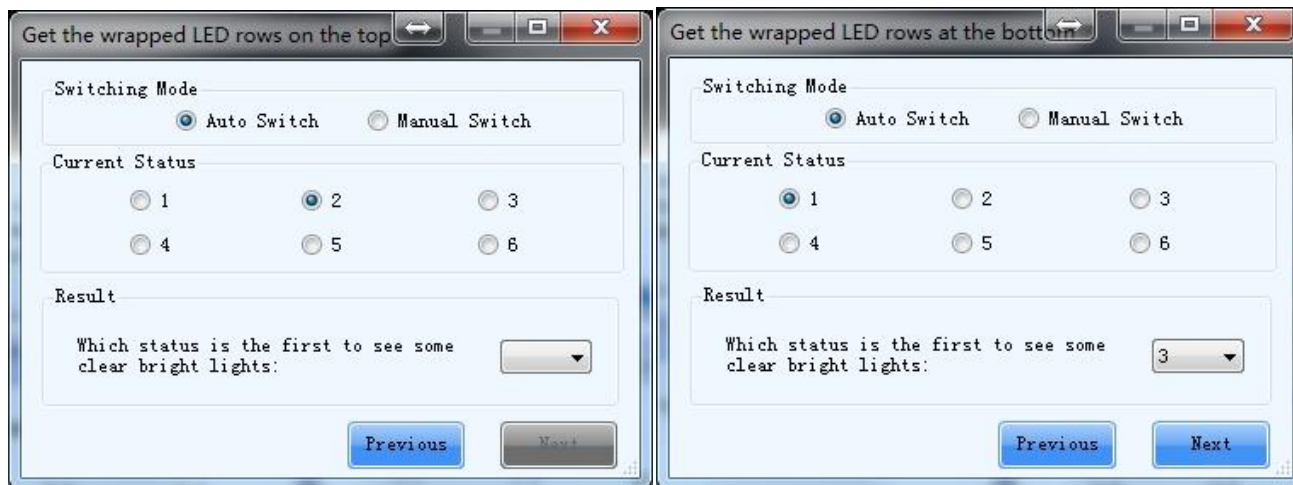 Get the wrapped LED rows on the top
Switching Mode
Auto Switch Manual Switch
Current Status
1 2 3
4 5 6
Result
Which status is the first to see some
clear bright lights:
Previous Next
Get the wrapped LED rows at the bottom
Switching Mode
Auto Switch Manual Switch
Current Status
1 2 3
4 5 6
Result
Which status is the first to see some
clear bright lights:
3
Previous Next